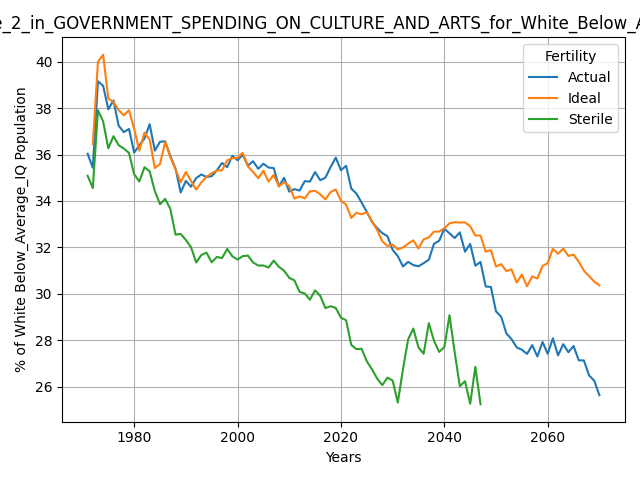 _2_in_GOVERNMENT_SPENDING_ON_CULTURE_AND_ARTS_for_White_Below_A
Fertility
Actual
Ideal
Sterile
% of White Below_Average_IQ Population
40
38
36
34
32
30
28
26
1980
2000
2020
2040
2060
Years